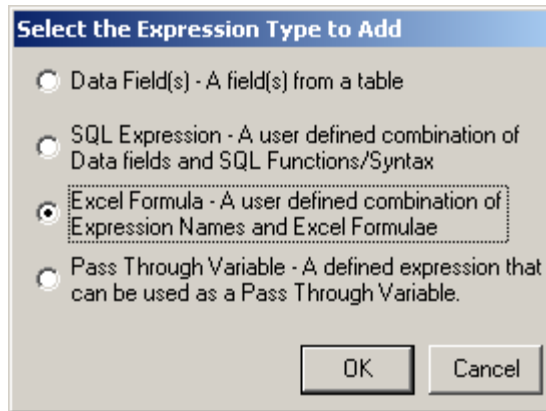 Select the Expression Type to Add
Data Field(s) - A field(s) from a table
SQL Expression - A user defined combination of
Data fields and SQL Functions/Syntax
Excel Formula - A user defined combination of
Expression Names and Excel Formulae
Pass Through Variable - A defined expression that
can be used as a Pass Through Variable.
OK
Cancel